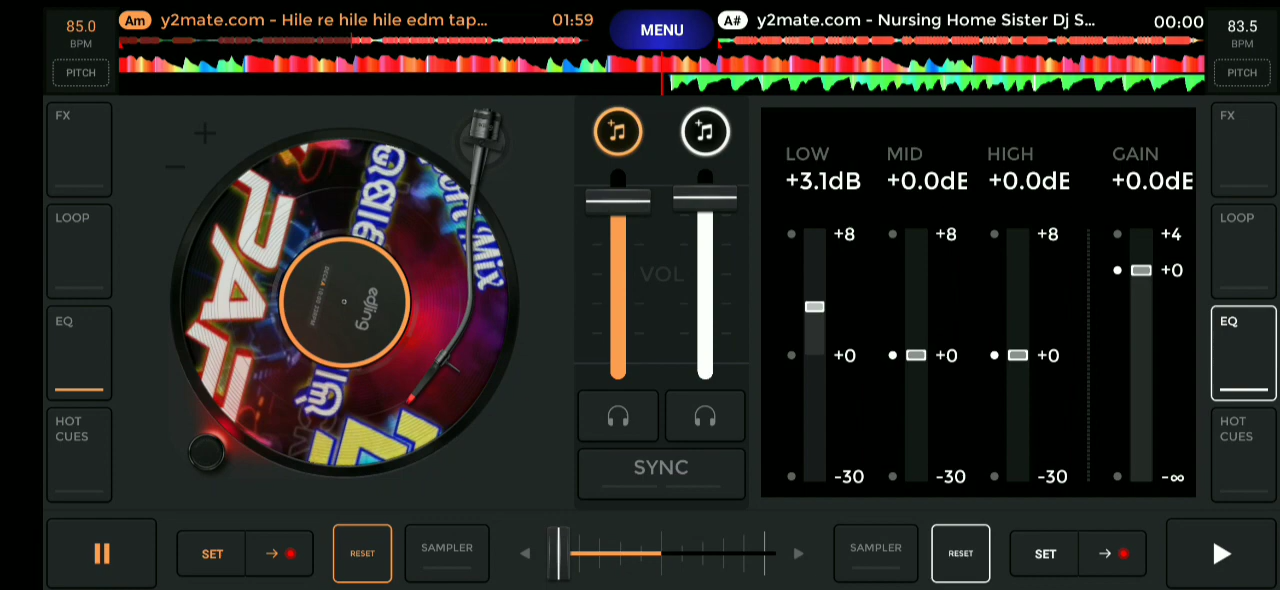 85.0
BPM
PITCH
Am y2mate.com - Hile re hile hile edm tap... 01:59
MENU
A# y2mate.com - Nursing Home Sister Dj S... 00:00
83.5
BPM
PITCH
FX
LOOP
EQ
HOT
CUES
edjing
VOL
SYNC
LOW MID HIGH GAIN
+3.1dB +0.0dE +0.0dE +0.0dE
+8 +8 +8 +4
+0
+0 +0 +0
-30 -30 -30 -∞
FX
LOOP
EQ
HOT
CUES
SET
RESET
SAMPLER
SAMPLER
RESET
SET